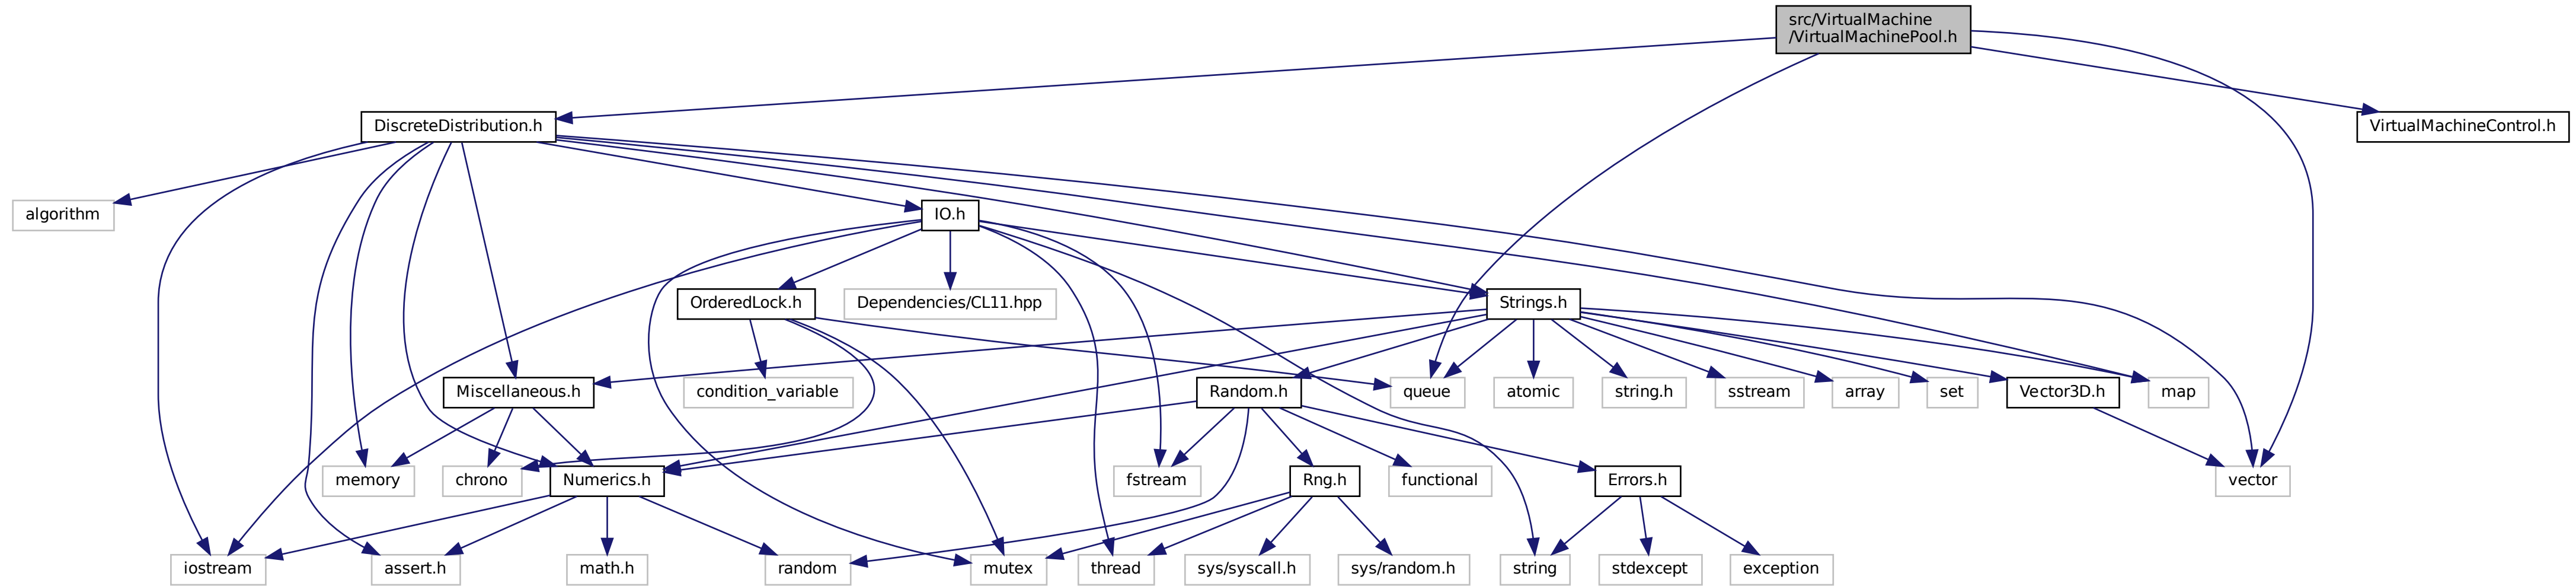 src/VirtualMachine
/VirtualMachinePool.h
DiscreteDistribution.h
VirtualMachineControl.h
algorithm
IO.h
OrderedLock.h
Dependencies/CL11.hpp
Strings.h
Miscellaneous.h
condition_variable
Random.h
queue
atomic
string.h
sstream
array
set
Vector3D.h
map
memory
chrono
Numerics.h
fstream
Rng.h
functional
Errors.h
vector
iostream
assert.h
math.h
random
mutex
thread
sys/syscall.h
sys/random.h
string
stdexcept
exception